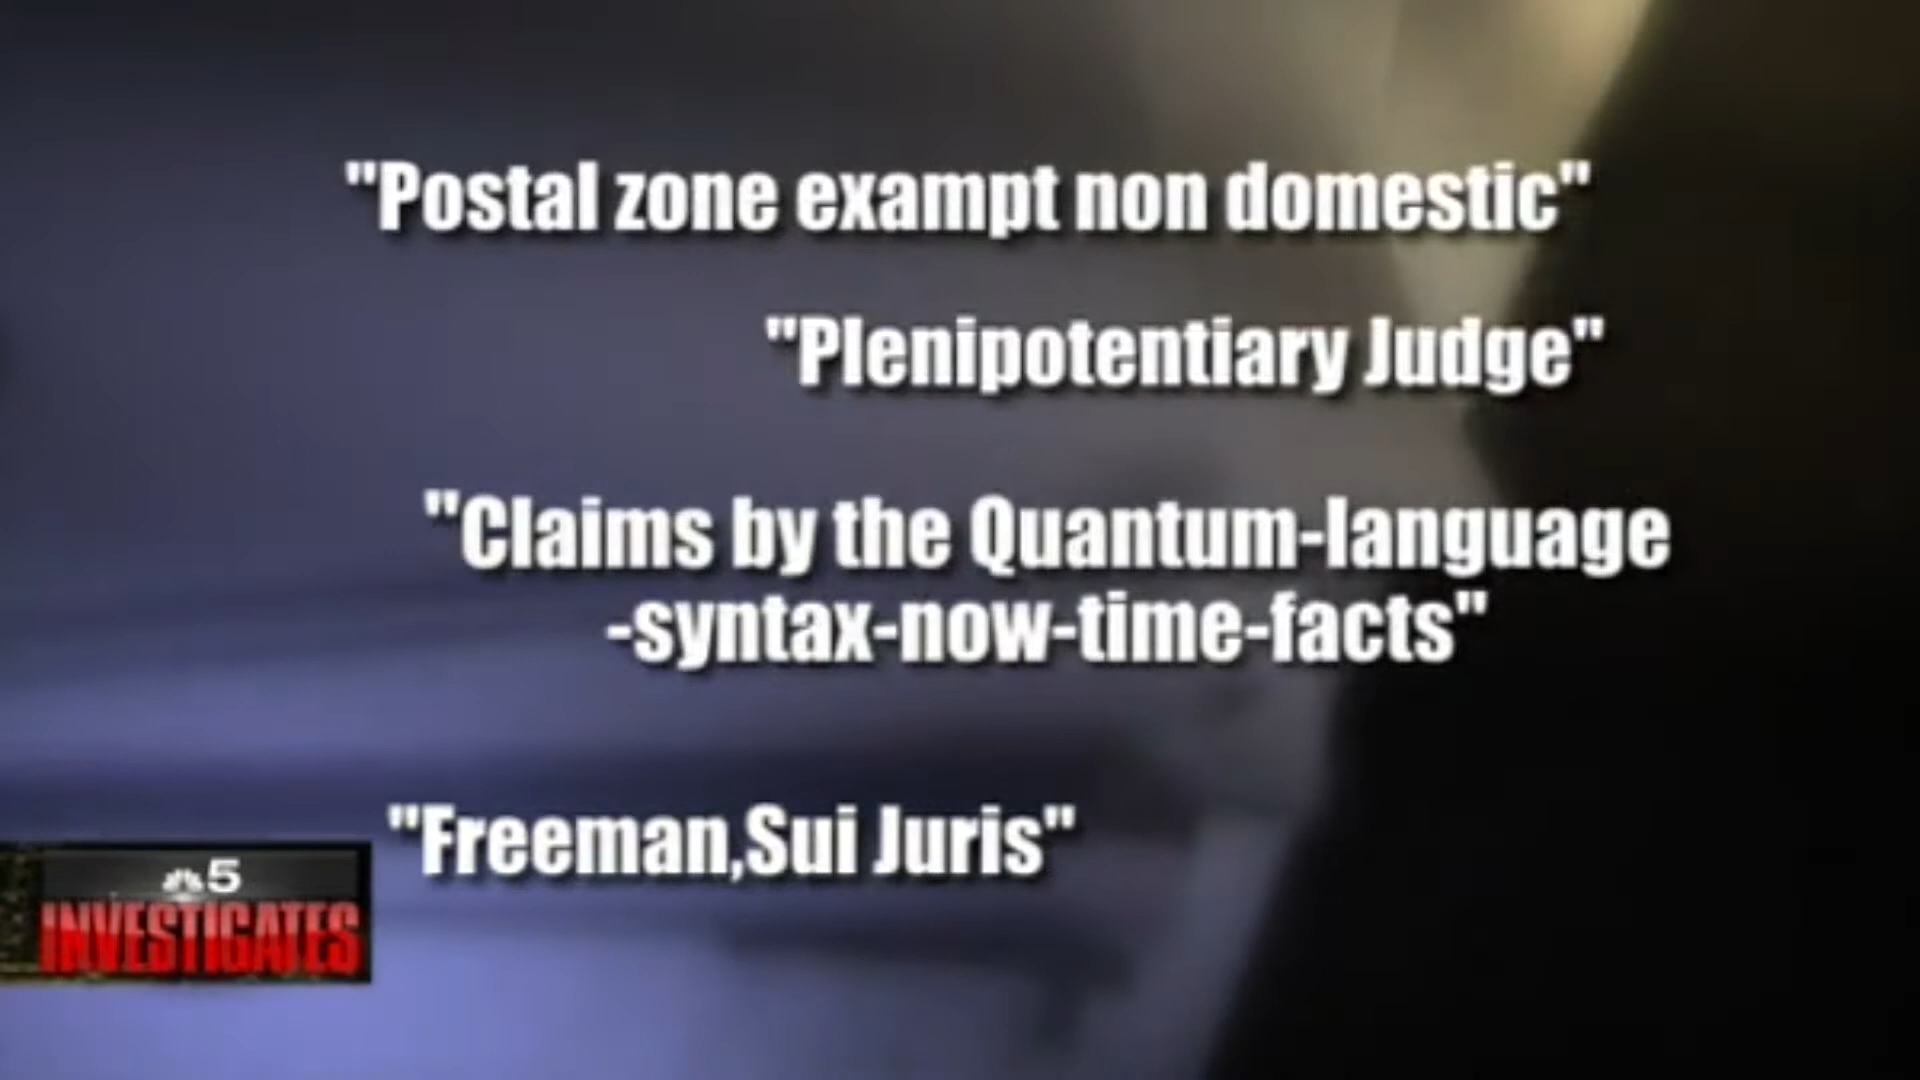 "Postal zone exampt non domestic"
"Plenipotentiary Judge"
"Claims by the Quantum-language
-syntax-now-time-facts"
"Freeman,Sui Juris"
5
INVESTIGATES